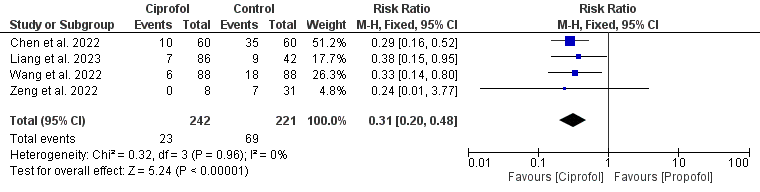 Ciprofol Control Risk Ratio Risk Ratio
Study or Subgroup Events Total Events Total Weight M-H, Fixed, 95% CI M-H, Fixed, 95% CI
Chen et al. 2022 10 60 35 60 51.2% 0.29 [0.16, 0.52]
Liang et al. 2023 7 86 9 42 17.7% 0.38 [0.15, 0.95]
Wang et al. 2022 6 88 18 88 26.3% 0.33 [0.14, 0.80]
Zeng et al. 2022 0 8 7 31 4.8% 0.24 [0.01, 3.77]
Total (95% CI) 242 221 100.0% 0.31 [0.20, 0.48]
Total events 23 69
Heterogeneity: Chi² = 0.32, df = 3 (P = 0.96); I² = 0%
Test for overall effect: Z = 5.24 (P < 0.00001)
0.01 0.1 1 10 100
Favours [Ciprofol] Favours [Propofol]